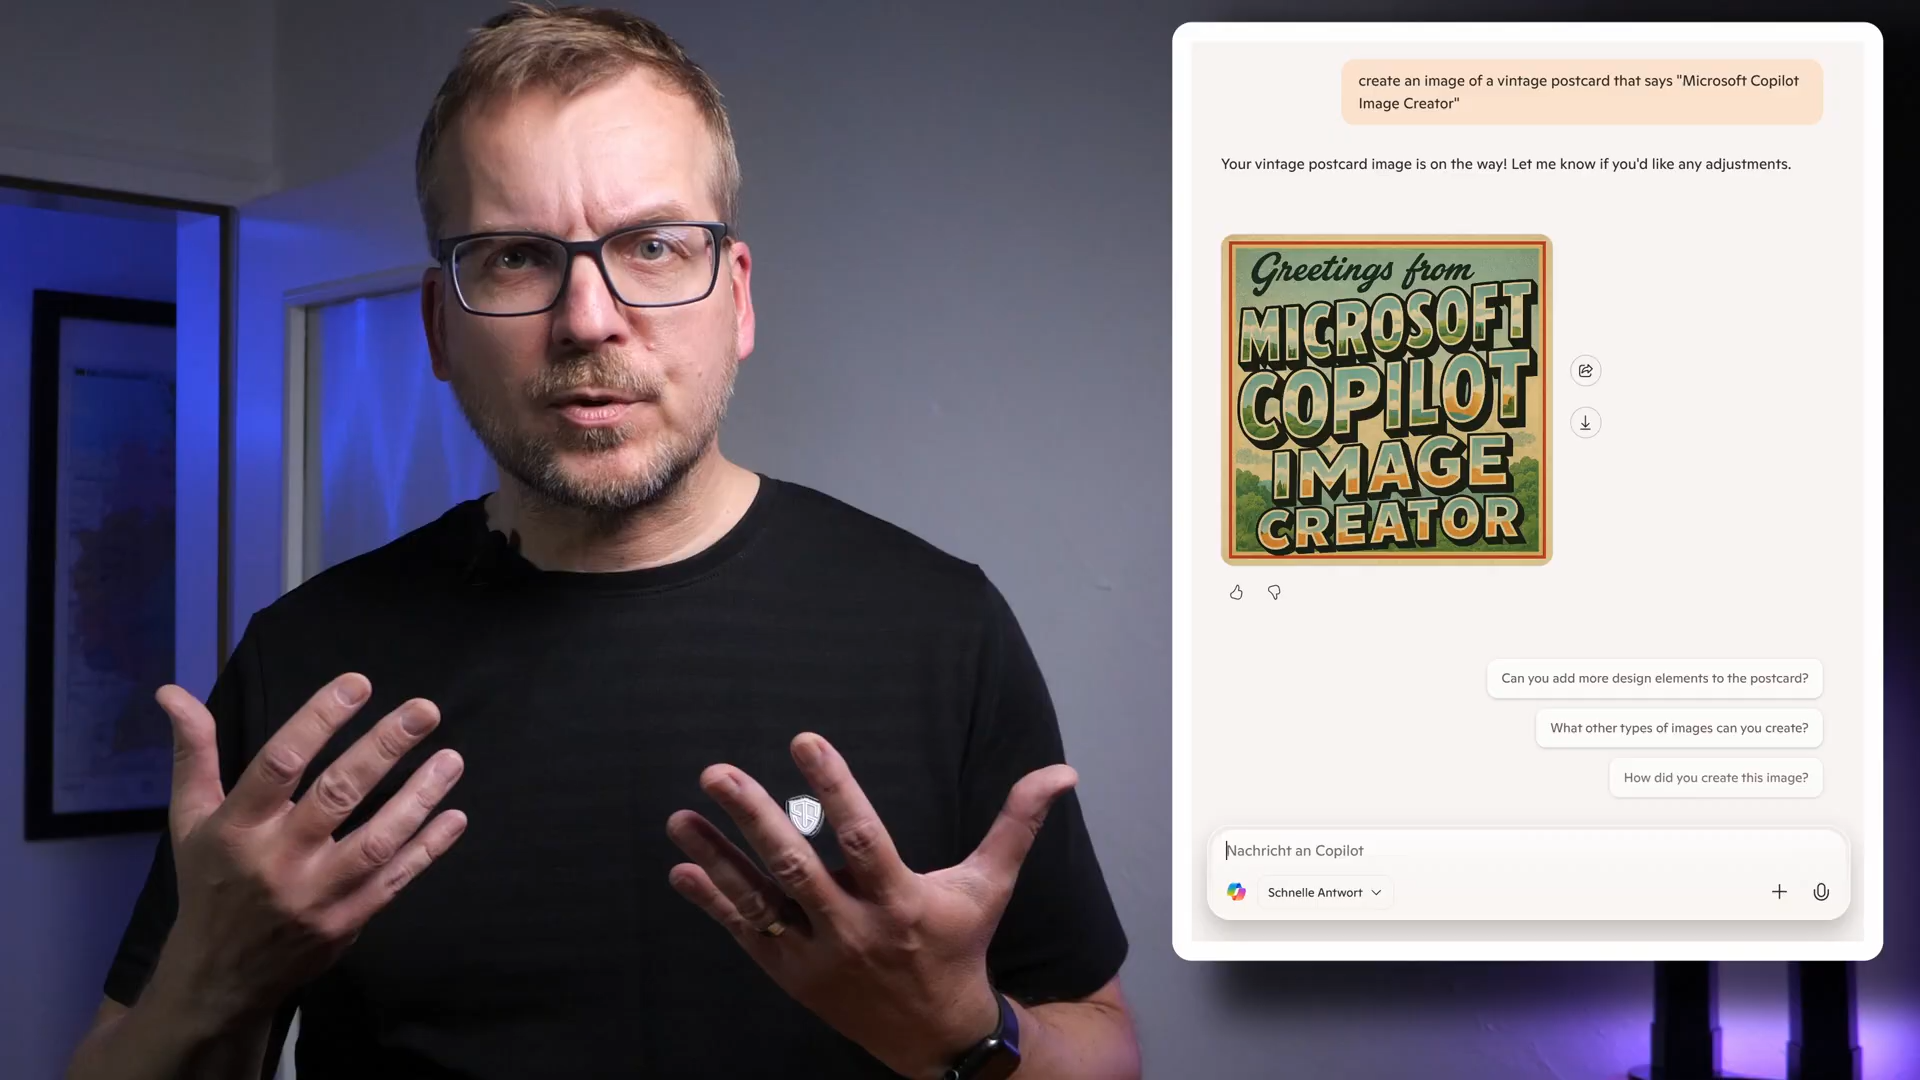 create an image of a vintage postcard that says "Microsoft Copilot
Image Creator"
Your vintage postcard image is on the way! Let me know if you'd like any adjustments.
Greetings from
MICROSOFT
COPILOT
IMAGE
CREATOR
Can you add more design elements to the postcard?
What other types of images can you create?
How did you create this image?
Nachricht an Copilot
Schnelle Antwort